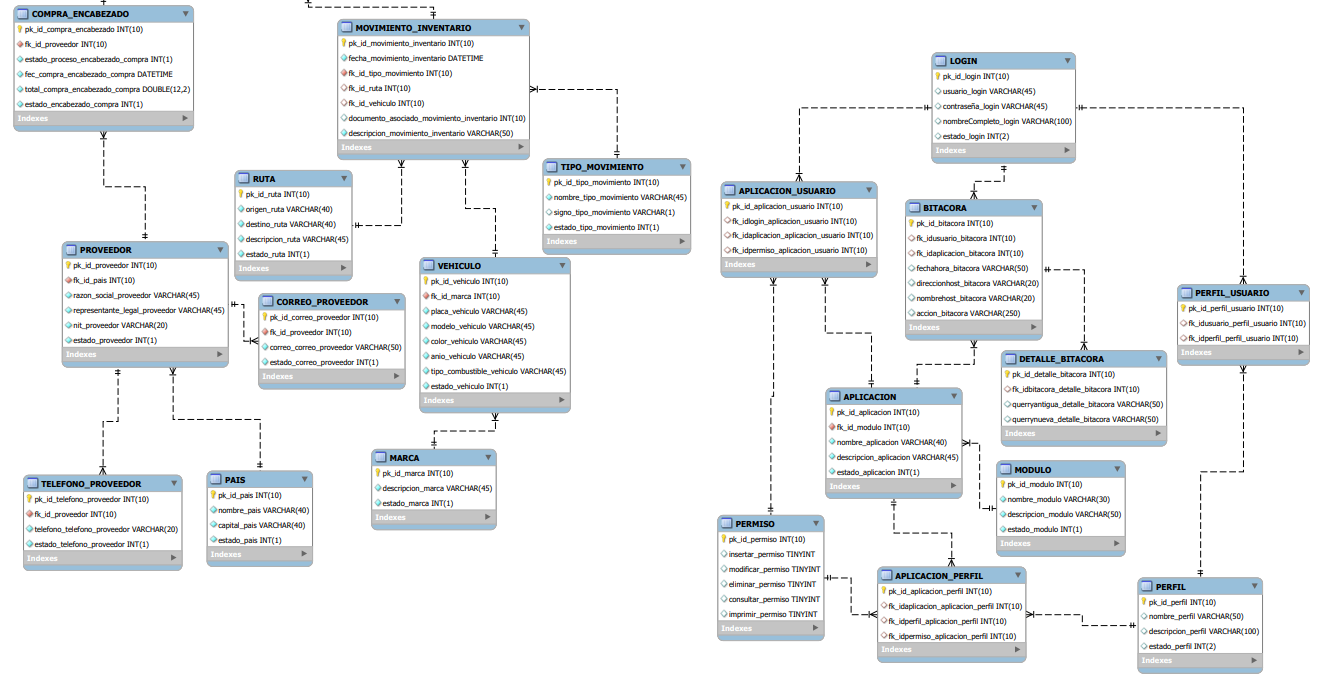 COMPRA_ENCABEZADO
pk_id_compra_encabezado INT(10)
fk_id_proveedor INT(10)
estado_proceso_encabezado_compra INT(1)
fec_compra_encabezado_compra DATETIME
total_compra_encabezado_compra DOUBLE(12,2)
estado_encabezado_compra INT(1)
Indexes
MOVIMIENTO_INVENTARIO
pk_id_movimiento_inventario INT(10)
fecha_movimiento_inventario DATETIME
fk_id_tipo_movimiento INT(10)
fk_id_ruta INT(10)
fk_id_vehiculo INT(10)
documento_asociado_movimiento_inventario INT(10)
descripcion_movimiento_inventario VARCHAR(50)
Indexes
TIPO_MOVIMIENTO
pk_id_tipo_movimiento INT(10)
nombre_tipo_movimiento VARCHAR(45)
signo_tipo_movimiento VARCHAR(1)
estado_tipo_movimiento INT(1)
Indexes
RUTA
pk_id_ruta INT(10)
origen_ruta VARCHAR(40)
destino_ruta VARCHAR(40)
descripcion_ruta VARCHAR(45)
estado_ruta INT(1)
Indexes
PROVEEDOR
pk_id_proveedor INT(10)
fk_id_pais INT(10)
razon_social_proveedor VARCHAR(45)
representante_legal_proveedor VARCHAR(45)
nit_proveedor VARCHAR(20)
estado_proveedor INT(1)
Indexes
CORREO_PROVEEDOR
pk_id_correo_proveedor INT(10)
fk_id_proveedor INT(10)
correo_correo_proveedor VARCHAR(50)
estado_correo_proveedor INT(1)
Indexes
VEHICULO
pk_id_vehiculo INT(10)
fk_id_marca INT(10)
placa_vehiculo VARCHAR(45)
modelo_vehiculo VARCHAR(45)
color_vehiculo VARCHAR(45)
anio_vehiculo VARCHAR(45)
tipo_combustible_vehiculo VARCHAR(45)
estado_vehiculo INT(1)
Indexes
MARCA
pk_id_marca INT(10)
descripcion_marca VARCHAR(45)
estado_marca INT(1)
Indexes
TELEFONO_PROVEEDOR
pk_id_telefono_proveedor INT(10)
fk_id_proveedor INT(10)
telefono_telefono_proveedor VARCHAR(20)
estado_telefono_proveedor INT(1)
Indexes
PAIS
pk_id_pais INT(10)
nombre_pais VARCHAR(40)
capital_pais VARCHAR(40)
estado_pais INT(1)
Indexes
LOGIN
pk_id_login INT(10)
usuario_login VARCHAR(45)
contraseña_login VARCHAR(45)
nombreCompleto_login VARCHAR(100)
estado_login INT(2)
Indexes
APLICACION_USUARIO
pk_id_aplicacion_usuario INT(10)
fk_idlogin_aplicacion_usuario INT(10)
fk_idaplicacion_aplicacion_usuario INT(10)
fk_idpermiso_aplicacion_usuario INT(10)
Indexes
BITACORA
pk_id_bitacora INT(10)
fk_idusuario_bitacora INT(10)
fk_idaplicacion_bitacora INT(10)
fechahora_bitacora VARCHAR(50)
direccionhost_bitacora VARCHAR(20)
nombrehost_bitacora VARCHAR(20)
accion_bitacora VARCHAR(250)
Indexes
PERFIL_USUARIO
pk_id_perfil_usuario INT(10)
fk_idusuario_perfil_usuario INT(10)
fk_idperfil_perfil_usuario INT(10)
Indexes
DETALLE_BITACORA
pk_id_detalle_bitacora INT(10)
fk_idbitacora_detalle_bitacora INT(10)
querryantigua_detalle_bitacora VARCHAR(50)
querrynueva_detalle_bitacora VARCHAR(50)
Indexes
APLICACION
pk_id_aplicacion INT(10)
fk_id_modulo INT(10)
nombre_aplicacion VARCHAR(40)
descripcion_aplicacion VARCHAR(45)
estado_aplicacion INT(1)
Indexes
MODULO
pk_id_modulo INT(10)
nombre_modulo VARCHAR(30)
descripcion_modulo VARCHAR(50)
estado_modulo INT(1)
Indexes
PERMISO
pk_id_permiso INT(10)
insertar_permiso TINYINT
modificar_permiso TINYINT
eliminar_permiso TINYINT
consultar_permiso TINYINT
imprimir_permiso TINYINT
Indexes
APLICACION_PERFIL
pk_id_aplicacion_perfil INT(10)
fk_idaplicacion_aplicacion_perfil INT(10)
fk_idperfil_aplicacion_perfil INT(10)
fk_idpermiso_aplicacion_perfil INT(10)
Indexes
PERFIL
pk_id_perfil INT(10)
nombre_perfil VARCHAR(50)
descripcion_perfil VARCHAR(100)
estado_perfil INT(2)
Indexes